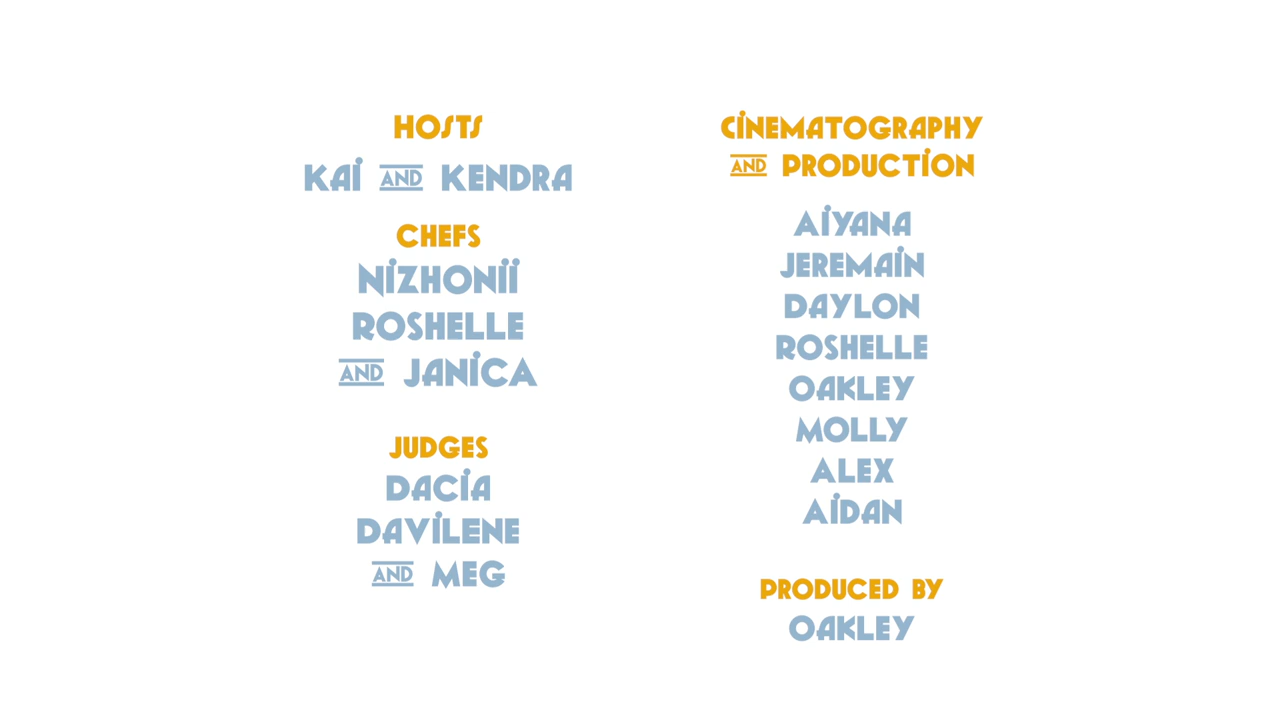 HOSTS
KAI AND KENDRA
CHEFS
NIZHONII
ROSHELLE
AND JANICA
JUDGES
DACIA
DAVILENE
AND MEG
CINEMATOGRAPHY
AND PRODUCTION
AIYANA
JEREMAIN
DAYLON
ROSHELLE
OAKLEY
MOLLY
ALEX
AIDAN
PRODUCED BY
OAKLEY